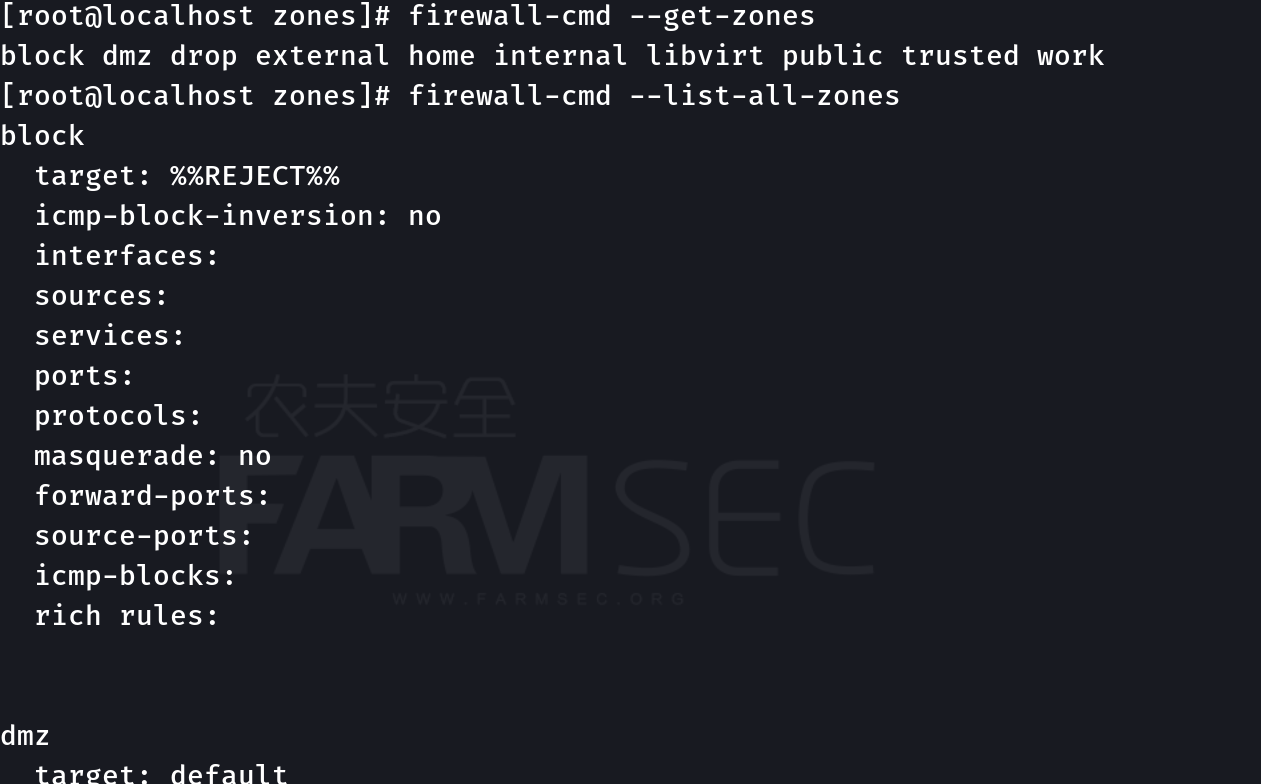 [root@localhost zones]# firewall-cmd --get-zones
block dmz drop external home internal libvirt public trusted work
[root@localhost zones]# firewall-cmd --list-all-zones
block
  target: %%REJECT%%
  icmp-block-inversion: no
  interfaces:
  sources:
  services:
  ports:
  protocols:
  masquerade: no
  forward-ports:
  source-ports:
  icmp-blocks:
  rich rules:
dmz
  target: default
农夫安全
FARMSEC
WWW.FARMSEC.ORG